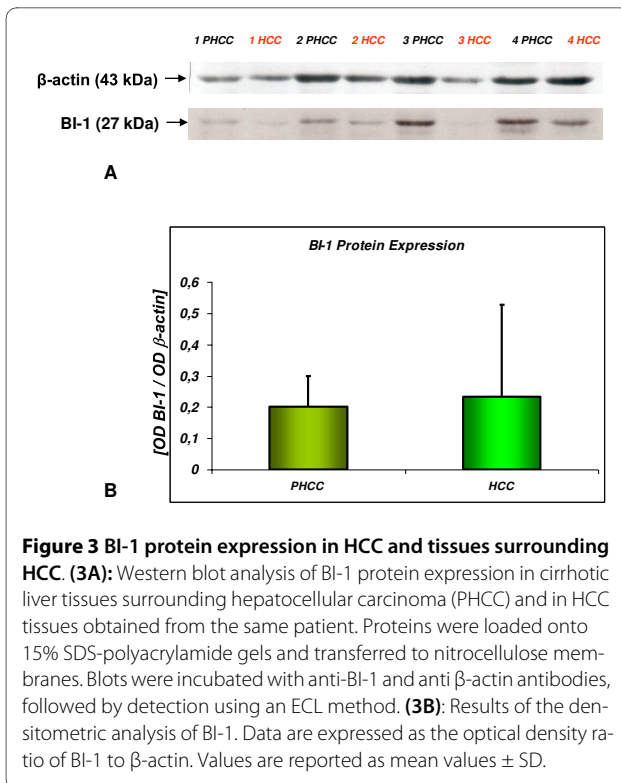 1 PHCC 1 HCC 2 PHCC 2 HCC 3 PHCC 3 HCC 4 PHCC 4 HCC
β-actin (43 kDa)
BI-1 (27 kDa)
A
BI-1 Protein Expression
[OD BI-1 / OD β-actin]
0,6
0,5
0,4
0,3
0,2
0,1
0
PHCC HCC
B
Figure 3 BI-1 protein expression in HCC and tissues surrounding
HCC. (3A): Western blot analysis of BI-1 protein expression in cirrhotic
liver tissues surrounding hepatocellular carcinoma (PHCC) and in HCC
tissues obtained from the same patient. Proteins were loaded onto
15% SDS-polyacrylamide gels and transferred to nitrocellulose mem-
branes. Blots were incubated with anti-BI-1 and anti β-actin antibodies,
followed by detection using an ECL method. (3B): Results of the den-
sitometric analysis of BI-1. Data are expressed as the optical density ra-
tio of BI-1 to β-actin. Values are reported as mean values ± SD.